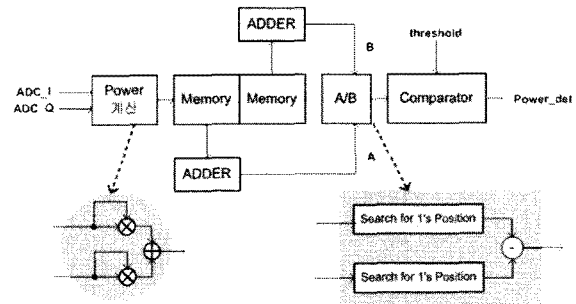 ADDER
B
threshold
ADC_I
ADC_Q
Power
계산
Memory
Memory
A/B
Comparator
Power_det
ADDER
A
Search for 1's Position
Search for 1's Position